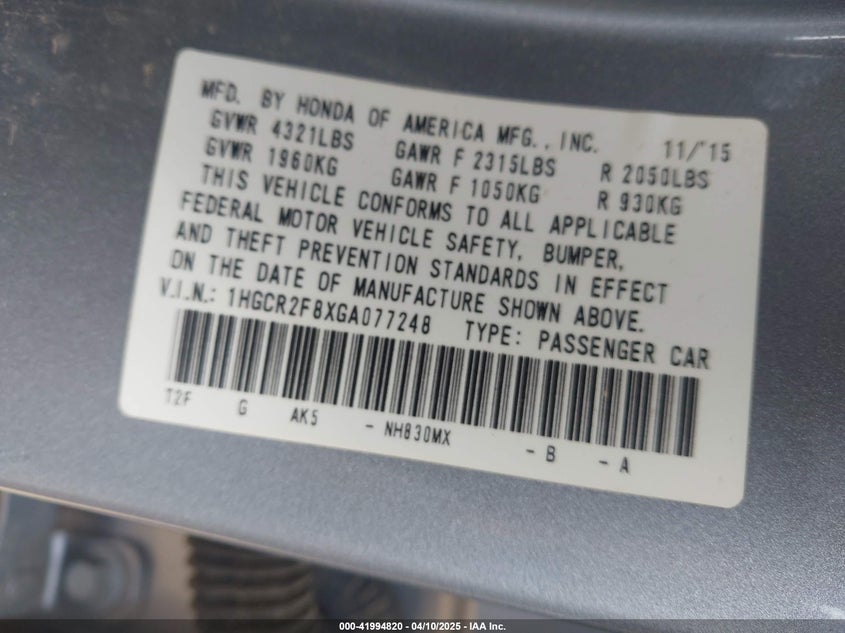 MFD. BY HONDA OF AMERICA MFG., INC. 11/'15
GVWR 4321LBS GAWR F 2315LBS R 2050LBS
GVWR 1960KG GAWR F 1050KG R 930KG
THIS VEHICLE CONFORMS TO ALL APPLICABLE
FEDERAL MOTOR VEHICLE SAFETY, BUMPER,
AND THEFT PREVENTION STANDARDS IN EFFECT
ON THE DATE OF MANUFACTURE SHOWN ABOVE.
V.I.N.: 1HGCR2F8XGA077248 TYPE: PASSENGER CAR
T2F G AK5 - NH830MX - B - A
000-41994820 - 04/10/2025 - IAA Inc.